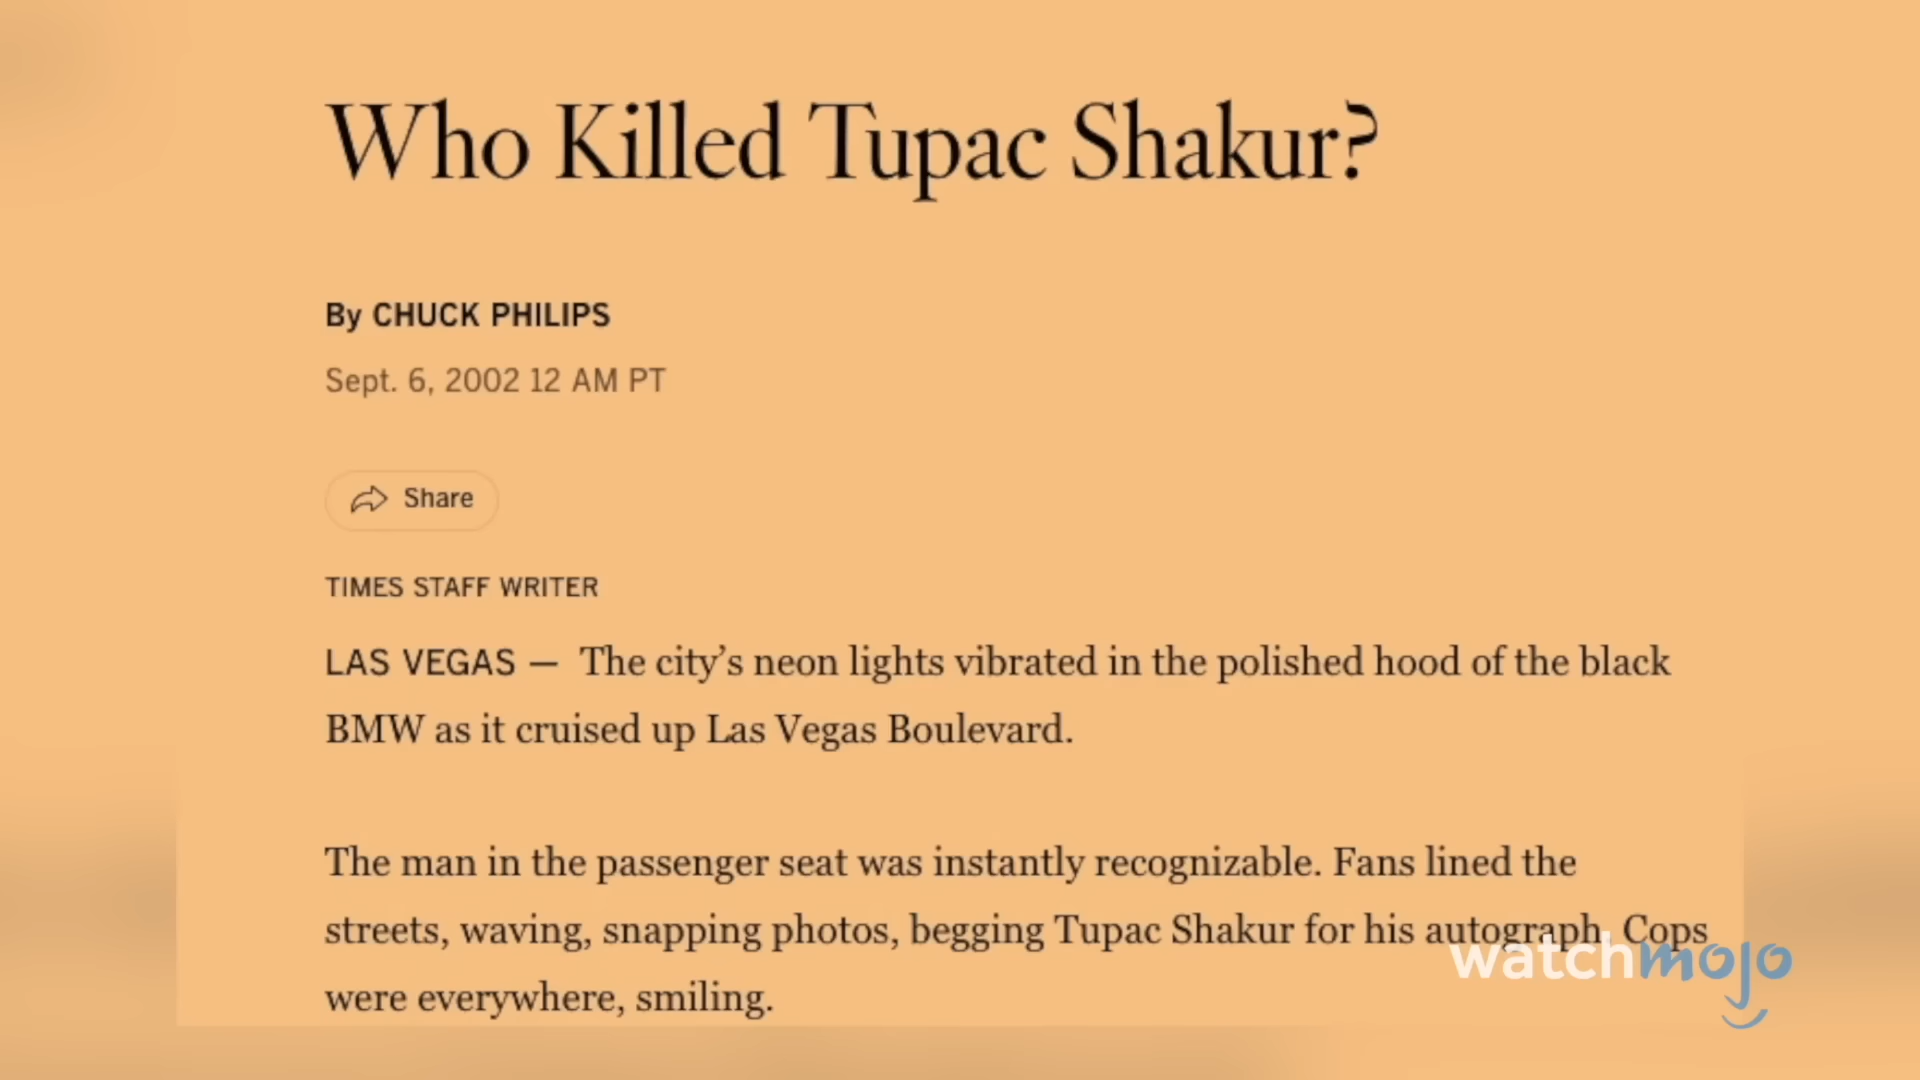 Who Killed Tupac Shakur?
By CHUCK PHILIPS
Sept. 6, 2002 12 AM PT
Share
TIMES STAFF WRITER
LAS VEGAS — The city’s neon lights vibrated in the polished hood of the black
BMW as it cruised up Las Vegas Boulevard.
The man in the passenger seat was instantly recognizable. Fans lined the
streets, waving, snapping photos, begging Tupac Shakur for his autograph. Cops
were everywhere, smiling.
watchmojo